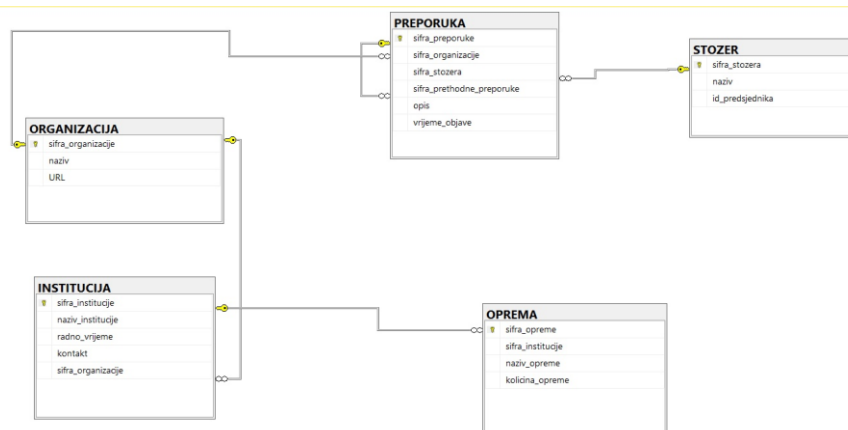 PREPORUKA
sifra_preporuke
sifra_organizacije
sifra_stozera
sifra_prethodne_preporuke
opis
vrijeme_objave
STOZER
sifra_stozera
naziv
id_predsjednika
ORGANIZACIJA
sifra_organizacije
naziv
URL
INSTITUCIJA
sifra_institucije
naziv_institucije
radno_vrijeme
kontakt
sifra_organizacije
OPREMA
sifra_opreme
sifra_institucije
naziv_opreme
kolicina_opreme